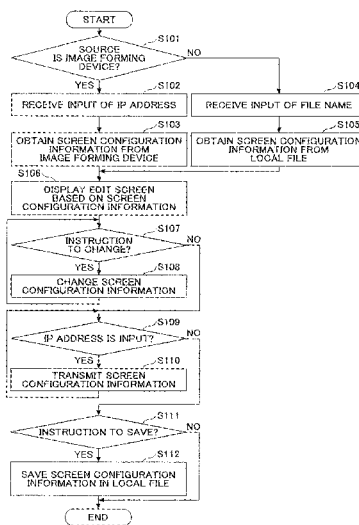 START
S101
SOURCE
IS IMAGE FORMING
DEVICE?
NO
YES
S102
RECEIVE INPUT OF IP ADDRESS
S104
RECEIVE INPUT OF FILE NAME
S103
OBTAIN SCREEN CONFIGURATION
INFORMATION FROM
IMAGE FORMING DEVICE
S105
OBTAIN SCREEN CONFIGURATION
INFORMATION FROM
LOCAL FILE
S106
DISPLAY EDIT SCREEN
BASED ON SCREEN
CONFIGURATION INFORMATION
S107
INSTRUCTION
TO CHANGE?
NO
YES
S108
CHANGE SCREEN
CONFIGURATION INFORMATION
S109
IP ADDRESS IS INPUT?
NO
YES
S110
TRANSMIT SCREEN
CONFIGURATION INFORMATION
S111
INSTRUCTION TO SAVE?
NO
YES
S112
SAVE SCREEN CONFIGURATION
INFORMATION IN LOCAL FILE
END